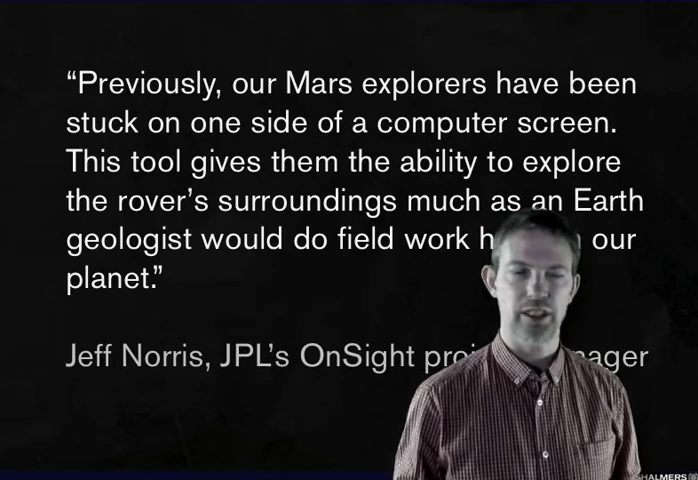 “Previously, our Mars explorers have been
stuck on one side of a computer screen.
This tool gives them the ability to explore
the rover’s surroundings much as an Earth
geologist would do field work our
planet.”
Jeff Norris, JPL’s OnSight
HALMERS